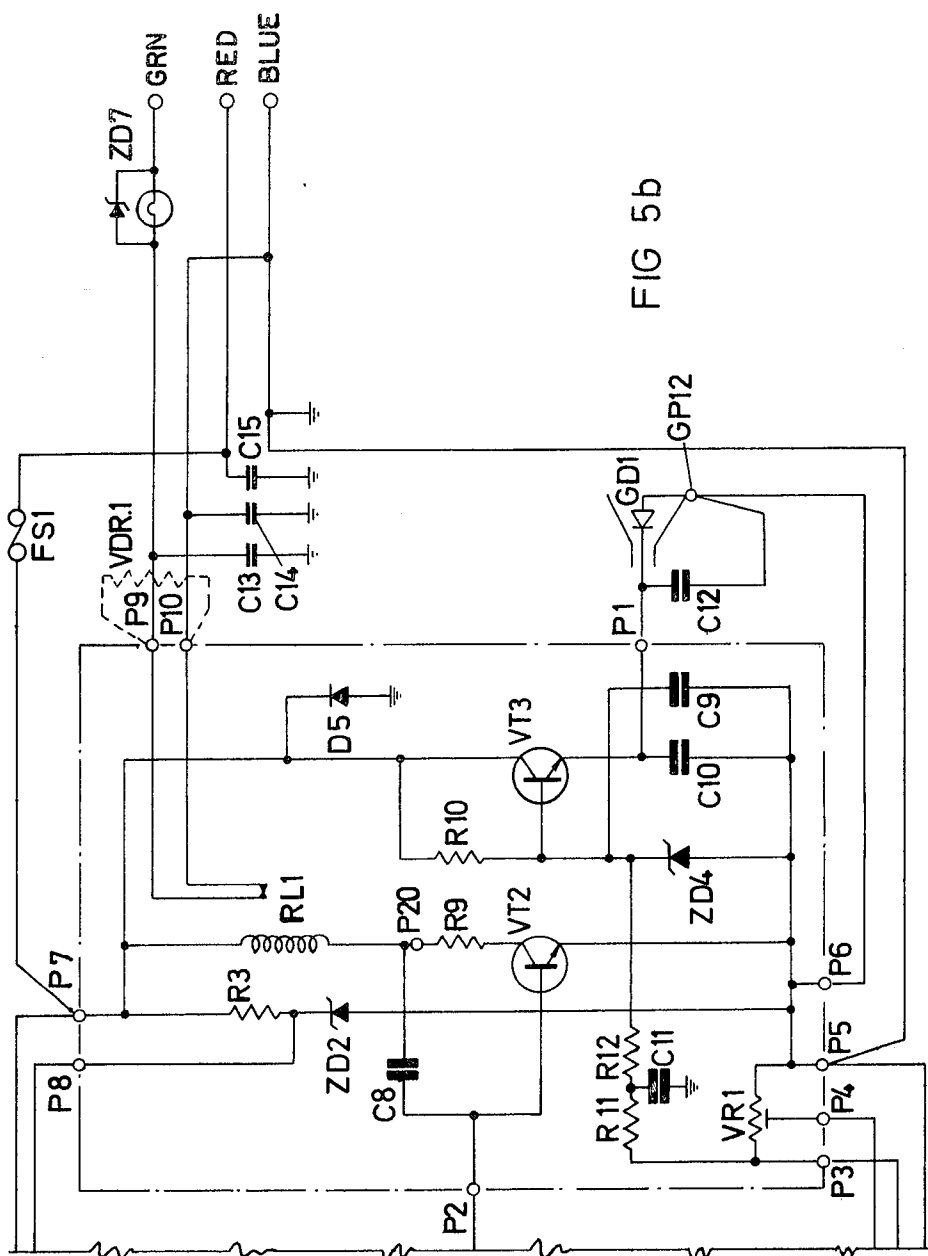 GRN
RED
BLUE
ZD7
FS1
VDR.1
P9
P10
C13
C14
C15
FIG 5b
GP12
GD1
C12
P1
D5
VT3
C9
C10
R10
RL1
P20
R9
VT2
ZD4
P7
P8
R3
ZD2
C8
R12
C11
R11
VR1
P6
P5
P4
P3
P2